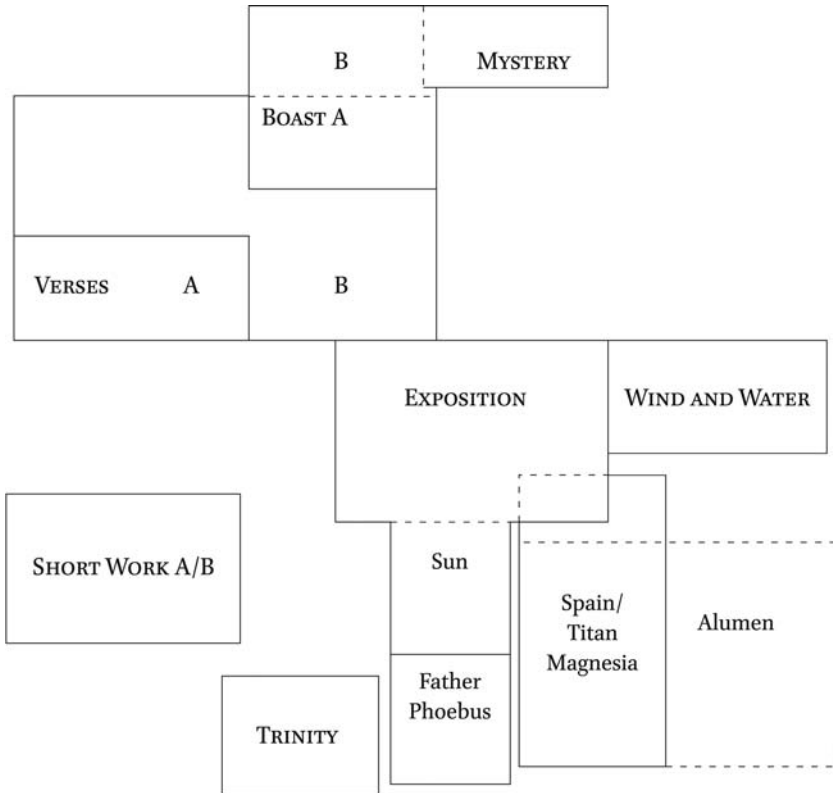 B
MYSTERY
BOAST A
VERSES A
B
EXPOSITION
WIND AND WATER
SHORT WORK A/B
Sun
Spain/
Titan
Magnesia
Alumen
Father
Phoebus
TRINITY